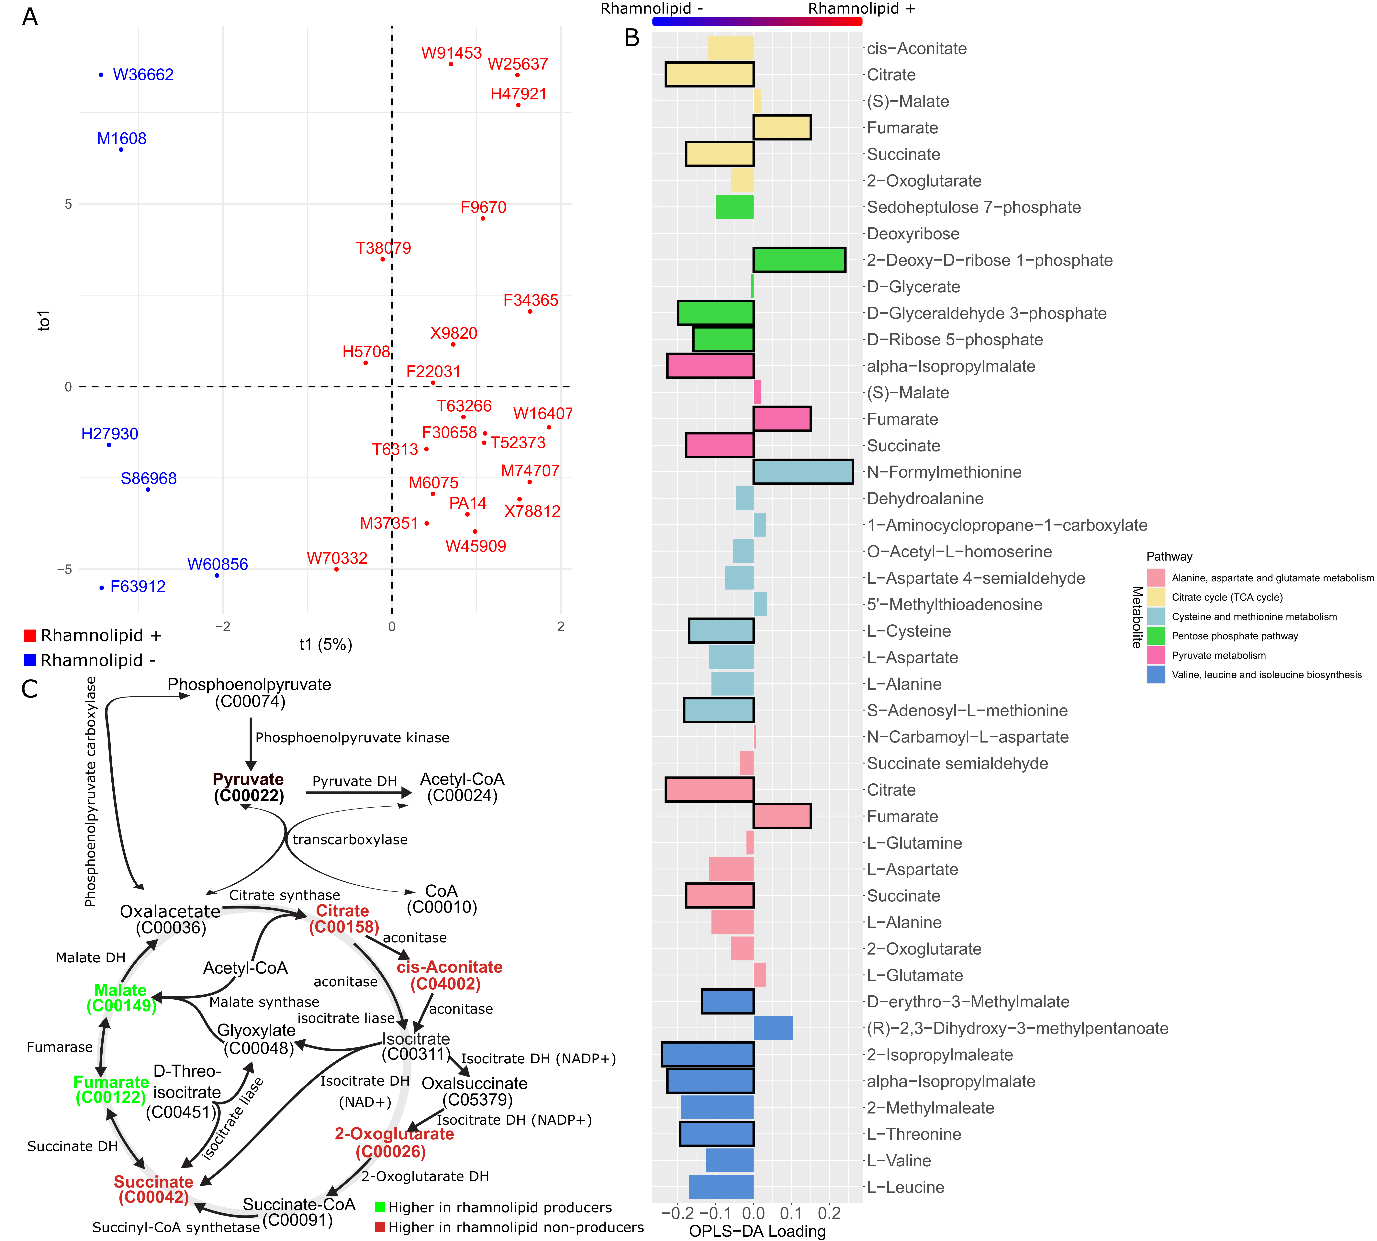 A
W91453
W25637
W36662
H47921
M1608
5
F9670
T38079
F34365
X9820
H5708
F22031
to1
0
T63266
W16407
H27930
F30658
T52373
T6313
S86968
M74707
M6075
PA14
X78812
M37351
W45909
W70332
W60856
−5
F63912
−2
0
2
t1 (5%)
Rhamnolipid +
Rhamnolipid -
Rhamnolipid -
Rhamnolipid +
B
cis−Aconitate
Citrate
(S)−Malate
Fumarate
Succinate
2−Oxoglutarate
Sedoheptulose 7−phosphate
Deoxyribose
2−Deoxy−D−ribose 1−phosphate
D−Glycerate
D−Glyceraldehyde 3−phosphate
D−Ribose 5−phosphate
alpha−Isopropylmalate
(S)−Malate
Fumarate
Succinate
N−Formylmethionine
Dehydroalanine
1−Aminocyclopropane−1−carboxylate
O−Acetyl−L−homoserine
L−Aspartate 4−semialdehyde
5'−Methylthioadenosine
L−Cysteine
L−Aspartate
L−Alanine
S−Adenosyl−L−methionine
N−Carbamoyl−L−aspartate
Succinate semialdehyde
Citrate
Fumarate
L−Glutamine
L−Aspartate
Succinate
L−Alanine
2−Oxoglutarate
L−Glutamate
D−erythro−3−Methylmalate
(R)−2,3−Dihydroxy−3−methylpentanoate
2−Isopropylmaleate
alpha−Isopropylmalate
2−Methylmaleate
L−Threonine
L−Valine
L−Leucine
−0.2 −0.1 0.0 0.1 0.2
OPLS−DA Loading
Metabolite
Pathway
Alanine, aspartate and glutamate metabolism
Citrate cycle (TCA cycle)
Cysteine and methionine metabolism
Pentose phosphate pathway
Pyruvate metabolism
Valine, leucine and isoleucine biosynthesis
C
Phosphoenolpyruvate
(C00074)
Phosphoenolpyruvate carboxylase
Phosphoenolpyruvate kinase
Pyruvate
(C00022)
Pyruvate DH
Acetyl-CoA
(C00024)
transcarboxylase
CoA
(C00010)
Citrate synthase
Oxalacetate
(C00036)
Citrate
(C00158)
aconitase
Malate DH
Acetyl-CoA
aconitase
cis-Aconitate
(C04002)
Malate
(C00149)
Malate synthase
isocitrate liase
aconitase
Glyoxylate
(C00048)
Isocitrate
(C00311)
Fumarase
Isocitrate DH (NADP+)
D-Threo-
isocitrate
(C00451)
Fumarate
(C00122)
Isocitrate DH
(NAD+)
Oxalsuccinate
(C05379)
isocitrate liase
Isocitrate DH (NADP+)
2-Oxoglutarate
(C00026)
Succinate DH
Succinate
(C00042)
2-Oxoglutarate DH
Succinate-CoA
(C00091)
Succinyl-CoA synthetase
Higher in rhamnolipid producers
Higher in rhamnolipid non-producers